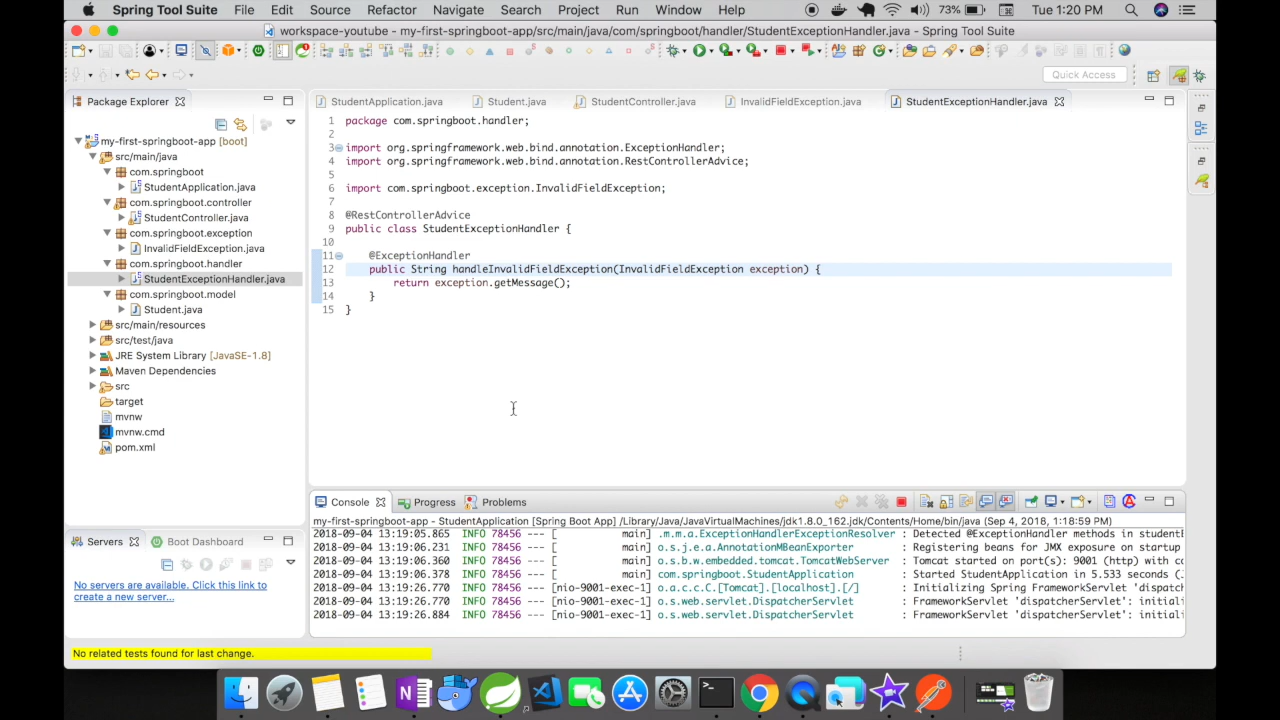 Spring Tool Suite File Edit Source Refactor Navigate Search Project Run Window Help 73% Tue 1:20 PM
workspace-youtube - my-first-springboot-app/src/main/java/com/springboot/handler/StudentExceptionHandler.java - Spring Tool Suite
Quick Access
Package Explorer
StudentApplication.java Student.java StudentController.java InvalidFieldException.java StudentExceptionHandler.java
my-first-springboot-app [boot]
src/main/java
com.springboot
StudentApplication.java
com.springboot.controller
StudentController.java
com.springboot.exception
InvalidFieldException.java
com.springboot.handler
StudentExceptionHandler.java
com.springboot.model
Student.java
src/main/resources
src/test/java
JRE System Library [JavaSE-1.8]
Maven Dependencies
src
target
mvnw
mvnw.cmd
pom.xml
1 package com.springboot.handler;
2
3 import org.springframework.web.bind.annotation.ExceptionHandler;
4 import org.springframework.web.bind.annotation.RestControllerAdvice;
5
6 import com.springboot.exception.InvalidFieldException;
7
8 @RestControllerAdvice
9 public class StudentExceptionHandler {
10
11 @ExceptionHandler
12 public String handleInvalidFieldException(InvalidFieldException exception) {
13 return exception.getMessage();
14 }
15 }
Servers Boot Dashboard
No servers are available. Click this link to
create a new server...
Console Progress Problems
my-first-springboot-app - StudentApplication [Spring Boot App] /Library/Java/JavaVirtualMachines/jdk1.8.0_162.jdk/Contents/Home/bin/java (Sep 4, 2018, 1:18:59 PM)
2018-09-04 13:19:05.865 INFO 78456 --- [ main] .m.m.a.ExceptionHandlerExceptionResolver : Detected @ExceptionHandler methods in studentE
2018-09-04 13:19:06.231 INFO 78456 --- [ main] o.s.j.e.a.AnnotationMBeanExporter : Registering beans for JMX exposure on startup
2018-09-04 13:19:06.360 INFO 78456 --- [ main] o.s.b.w.embedded.tomcat.TomcatWebServer : Tomcat started on port(s): 9001 (http) with co
2018-09-04 13:19:06.378 INFO 78456 --- [ main] com.springboot.StudentApplication : Started StudentApplication in 5.533 seconds (J
2018-09-04 13:19:26.770 INFO 78456 --- [nio-9001-exec-1] o.a.c.c.C.[Tomcat].[localhost].[/] : Initializing Spring FrameworkServlet 'dispatc
2018-09-04 13:19:26.770 INFO 78456 --- [nio-9001-exec-1] o.s.web.servlet.DispatcherServlet : FrameworkServlet 'dispatcherServlet': initiali
2018-09-04 13:19:26.884 INFO 78456 --- [nio-9001-exec-1] o.s.web.servlet.DispatcherServlet : FrameworkServlet 'dispatcherServlet': initiali
No related tests found for last change.